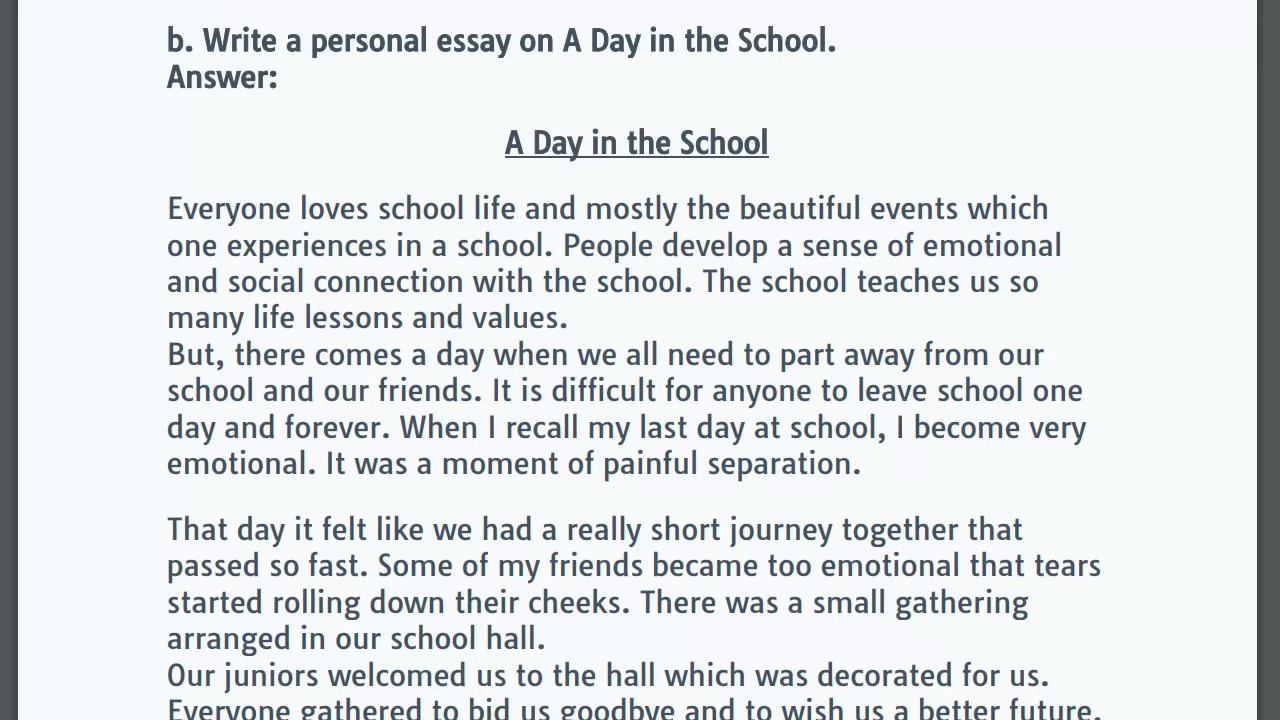 b. Write a personal essay on A Day in the School.
Answer:
A Day in the School
Everyone loves school life and mostly the beautiful events which
one experiences in a school. People develop a sense of emotional
and social connection with the school. The school teaches us so
many life lessons and values.
But, there comes a day when we all need to part away from our
school and our friends. It is difficult for anyone to leave school one
day and forever. When I recall my last day at school, I become very
emotional. It was a moment of painful separation.
That day it felt like we had a really short journey together that
passed so fast. Some of my friends became too emotional that tears
started rolling down their cheeks. There was a small gathering
arranged in our school hall.
Our juniors welcomed us to the hall which was decorated for us.
Everyone gathered to bid us goodbye and to wish us a better future.